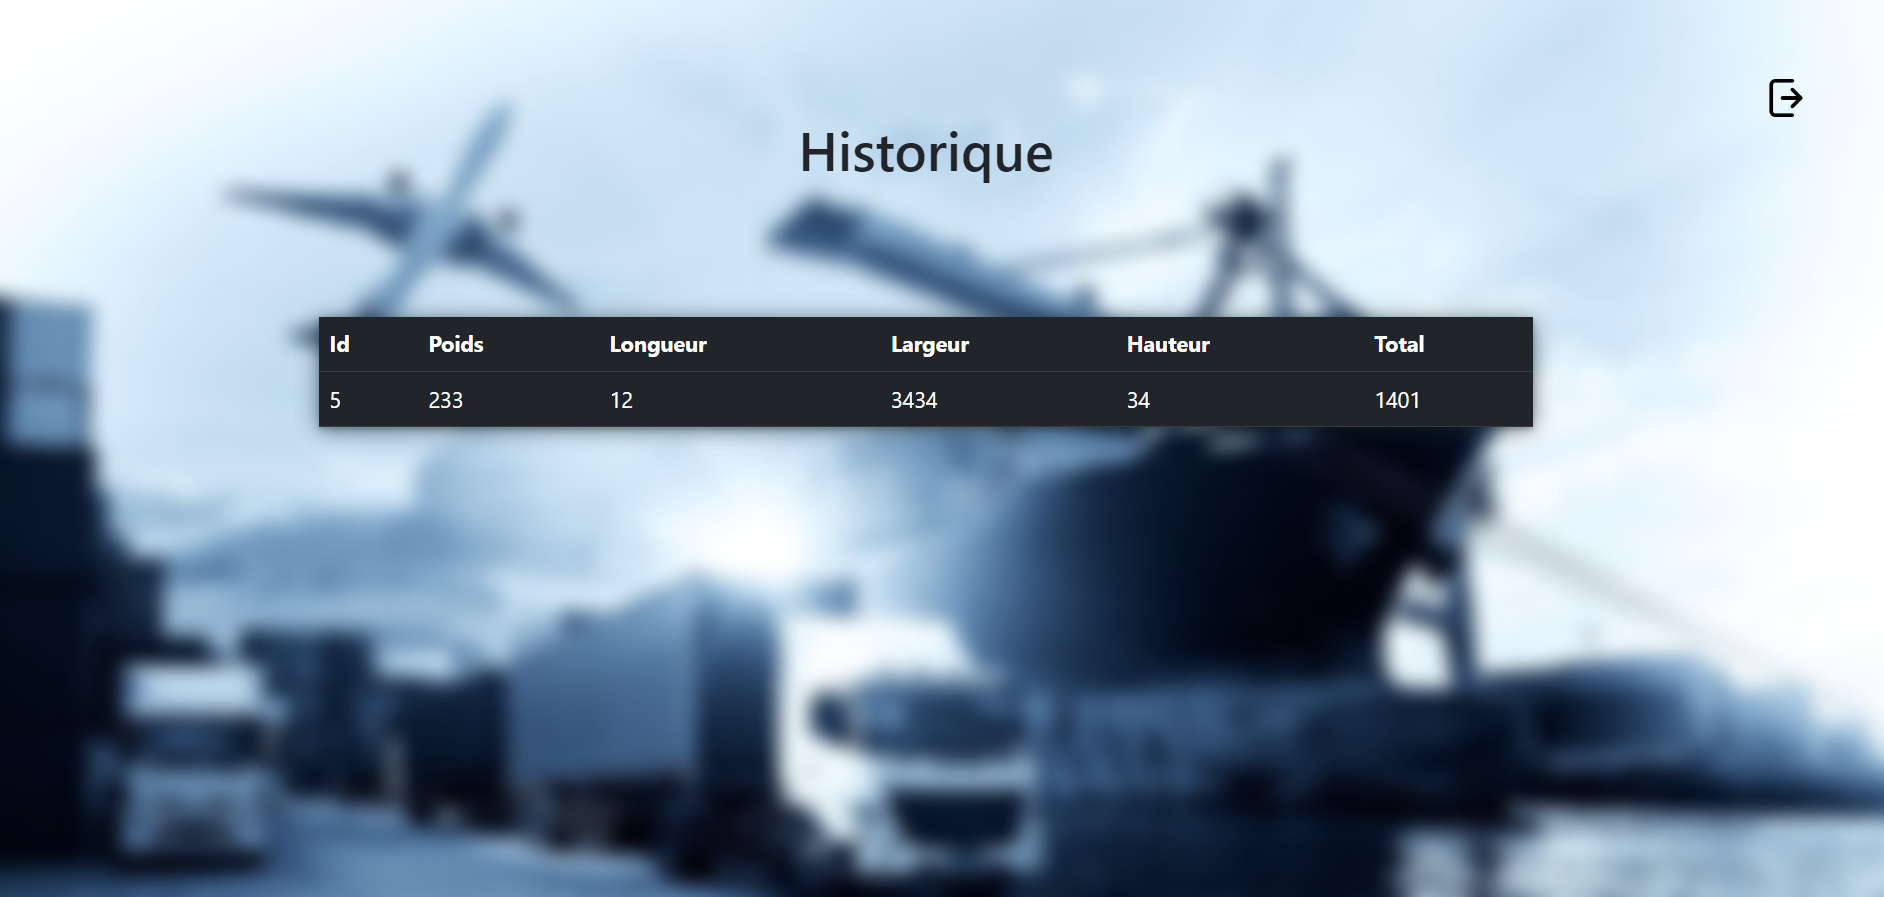 Historique
Id Poids Longueur Largeur Hauteur Total
5 233 12 3434 34 1401